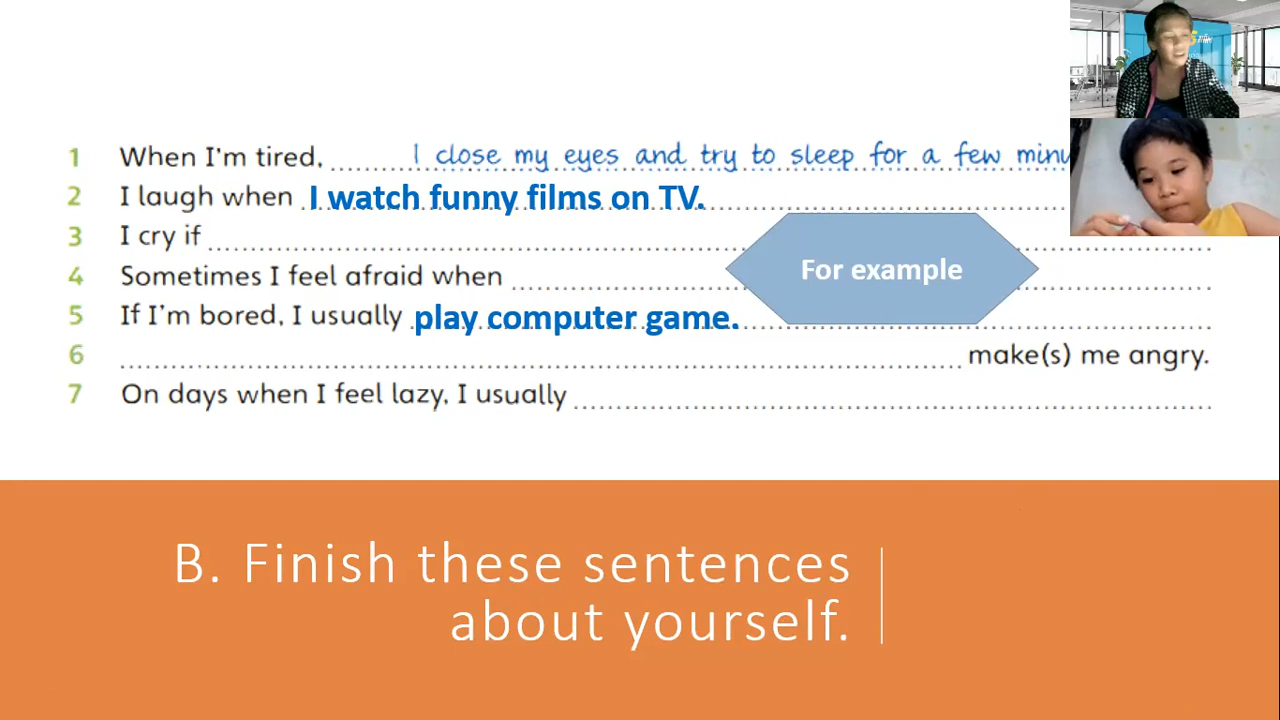 1 When I'm tired, I close my eyes and try to sleep for a few
2 I laugh when I watch funny films on TV.
3 I cry if
For example
4 Sometimes I feel afraid when
5 If I'm bored, I usually play computer game.
6 make(s) me angry.
7 On days when I feel lazy, I usually
B. Finish these sentences
about yourself.